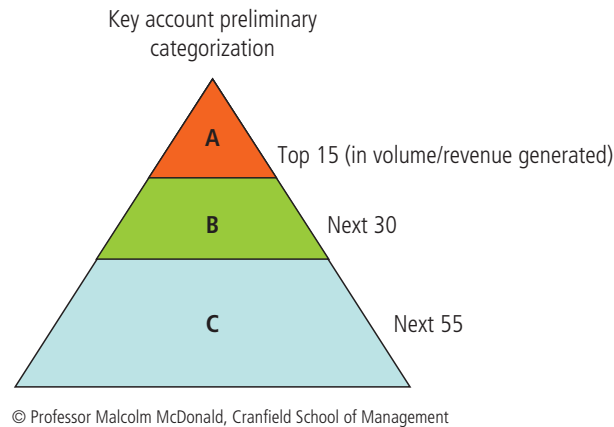 Key account preliminary
categorization
A
Top 15 (in volume/revenue generated)
B
Next 30
C
Next 55
© Professor Malcolm McDonald, Cranfield School of Management